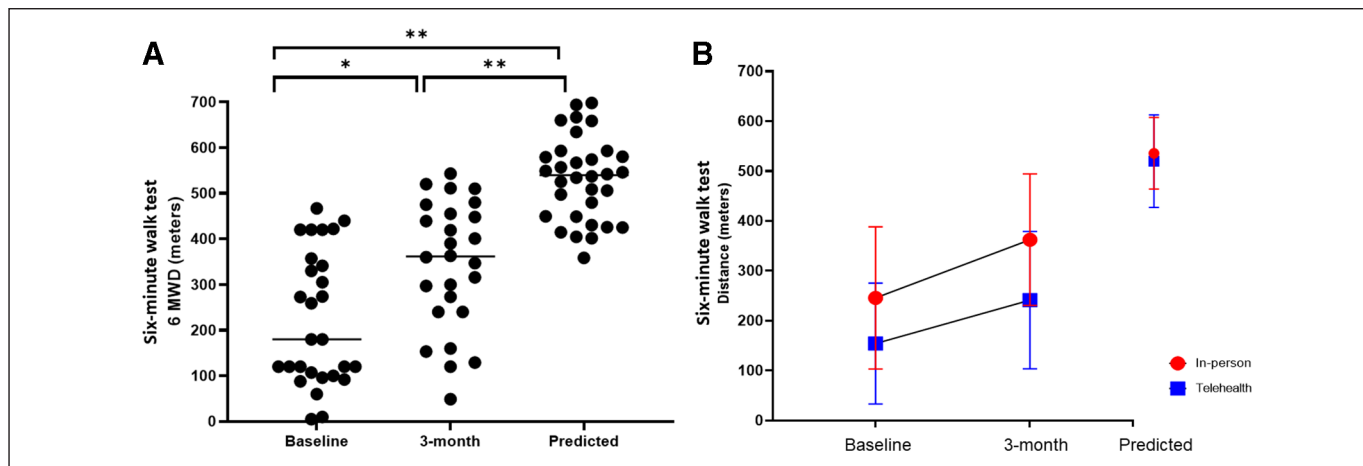 A
**
*
**
Six-minute walk test
6 MWD (meters)
700
600
500
400
300
200
100
0
Baseline
3-month
Predicted
B
Six-minute walk test
Distance (meters)
700
600
500
400
300
200
100
0
Baseline
3-month
Predicted
In-person
Telehealth